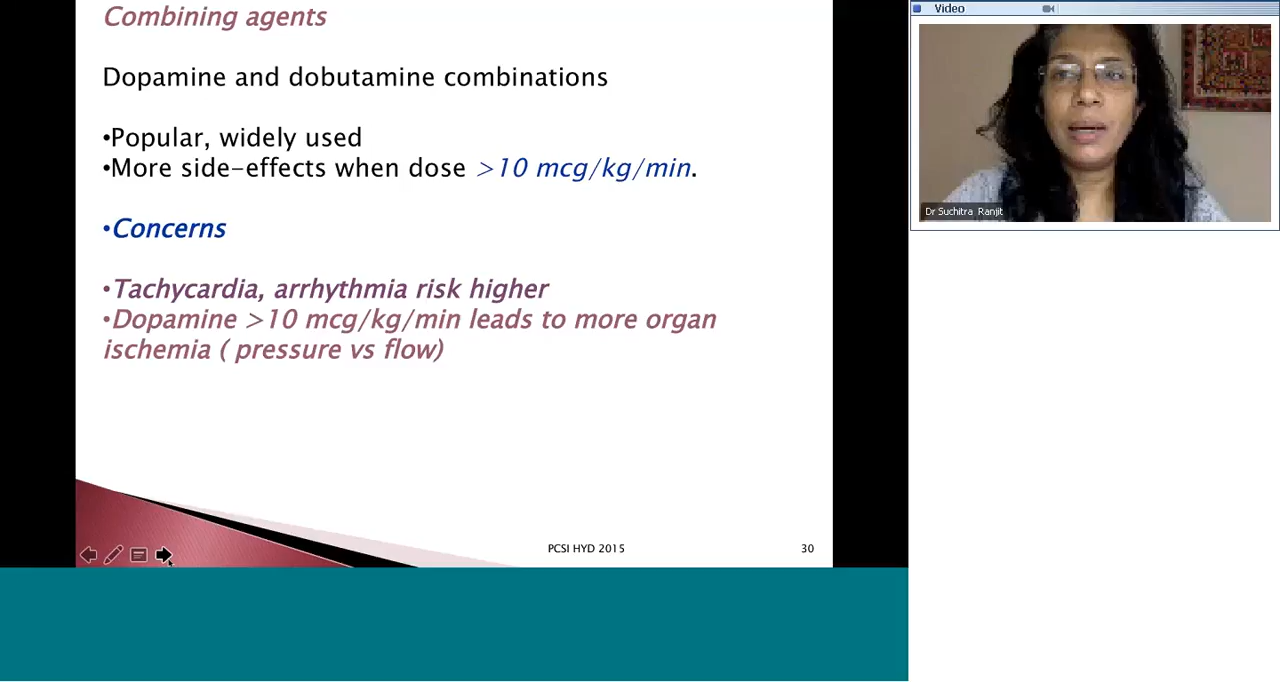 Combining agents
Dopamine and dobutamine combinations
•Popular, widely used
•More side-effects when dose >10 mcg/kg/min.
•Concerns
•Tachycardia, arrhythmia risk higher
•Dopamine >10 mcg/kg/min leads to more organ
ischemia ( pressure vs flow)
PCSI HYD 2015
30
Video
Dr Suchitra Ranjit